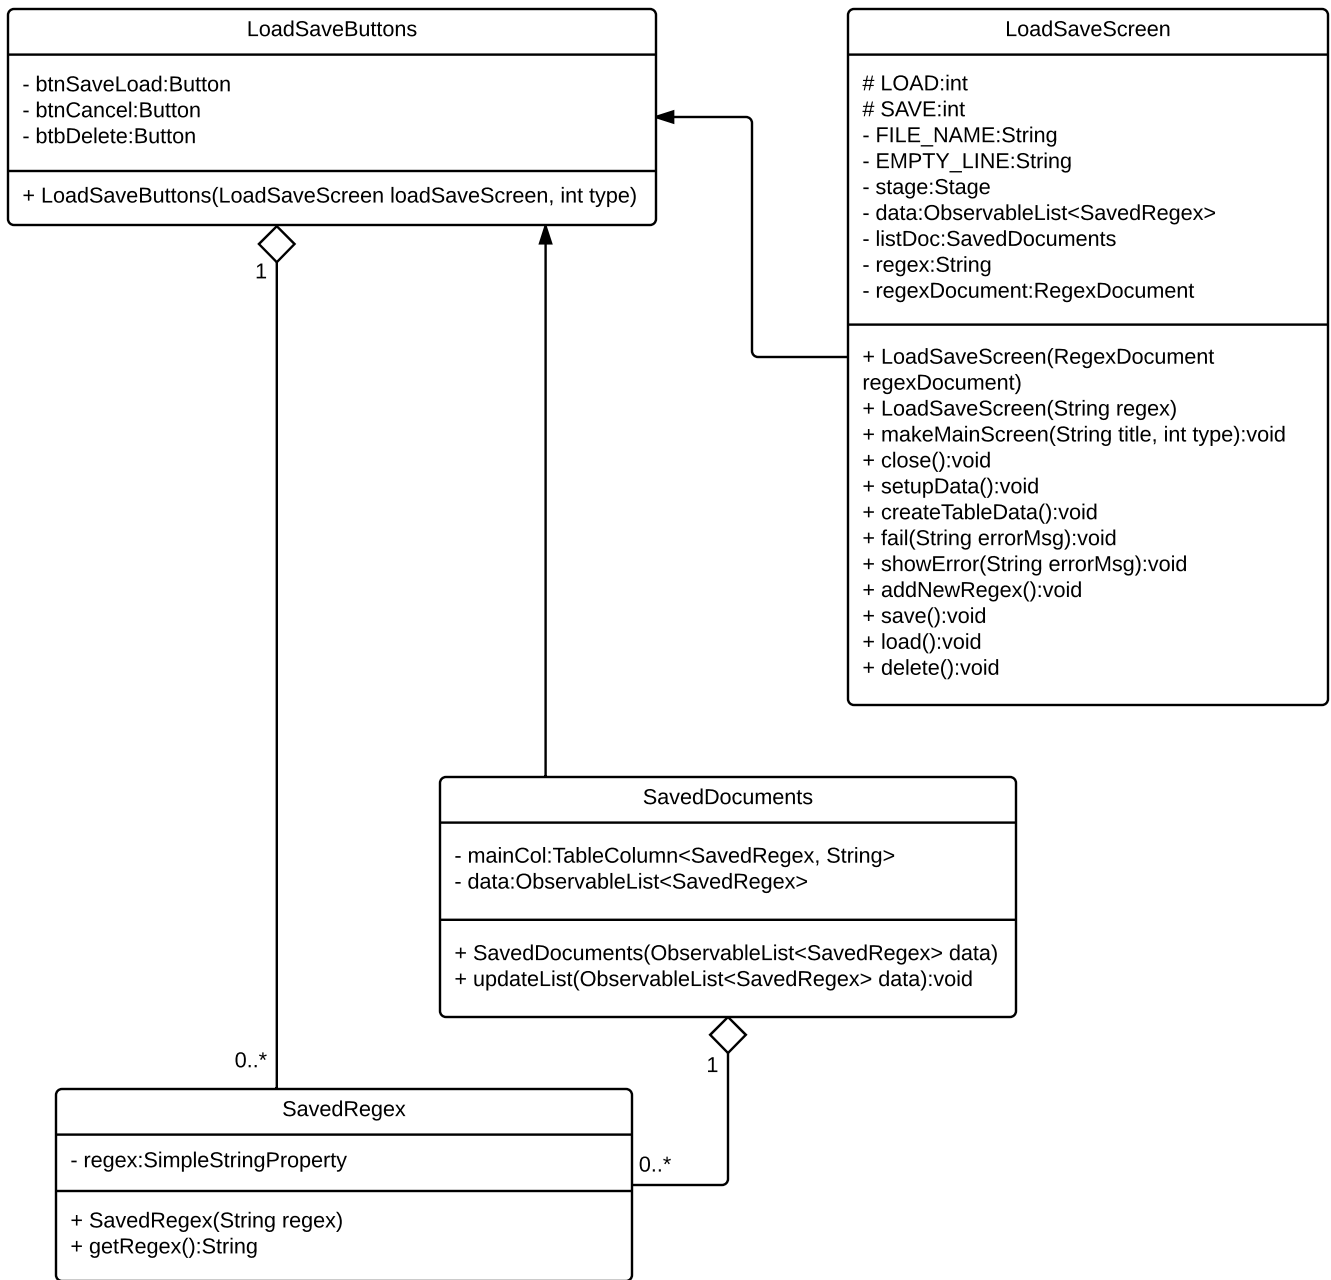 LoadSaveButtons
- btnSaveLoad:Button
- btnCancel:Button
- btbDelete:Button
+ LoadSaveButtons(LoadSaveScreen loadSaveScreen, int type)
1
LoadSaveScreen
# LOAD:int
# SAVE:int
- FILE_NAME:String
- EMPTY_LINE:String
- stage:Stage
- data:ObservableList<SavedRegex>
- listDoc:SavedDocuments
- regex:String
- regexDocument:RegexDocument
+ LoadSaveScreen(RegexDocument
regexDocument)
+ LoadSaveScreen(String regex)
+ makeMainScreen(String title, int type):void
+ close():void
+ setupData():void
+ createTableData():void
+ fail(String errorMsg):void
+ showError(String errorMsg):void
+ addNewRegex():void
+ save():void
+ load():void
+ delete():void
SavedDocuments
- mainCol:TableColumn<SavedRegex, String>
- data:ObservableList<SavedRegex>
+ SavedDocuments(ObservableList<SavedRegex> data)
+ updateList(ObservableList<SavedRegex> data):void
1
0..*
SavedRegex
- regex:SimpleStringProperty
0..*
+ SavedRegex(String regex)
+ getRegex():String